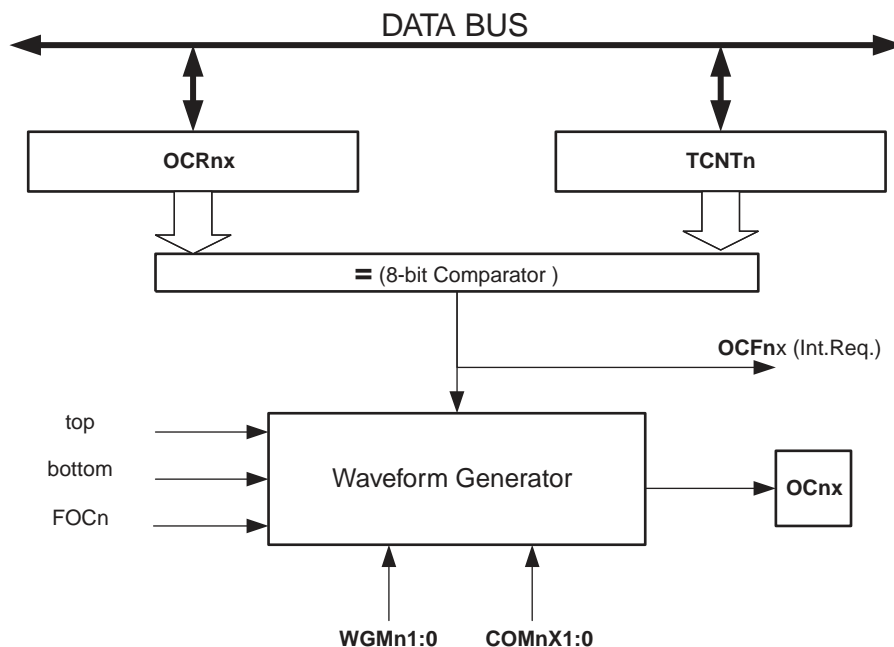 DATA BUS
OCRnx
TCNTn
= (8-bit Comparator )
OCFnx (Int.Req.)
top
bottom
FOCn
Waveform Generator
OCnx
WGMn1:0
COMnX1:0